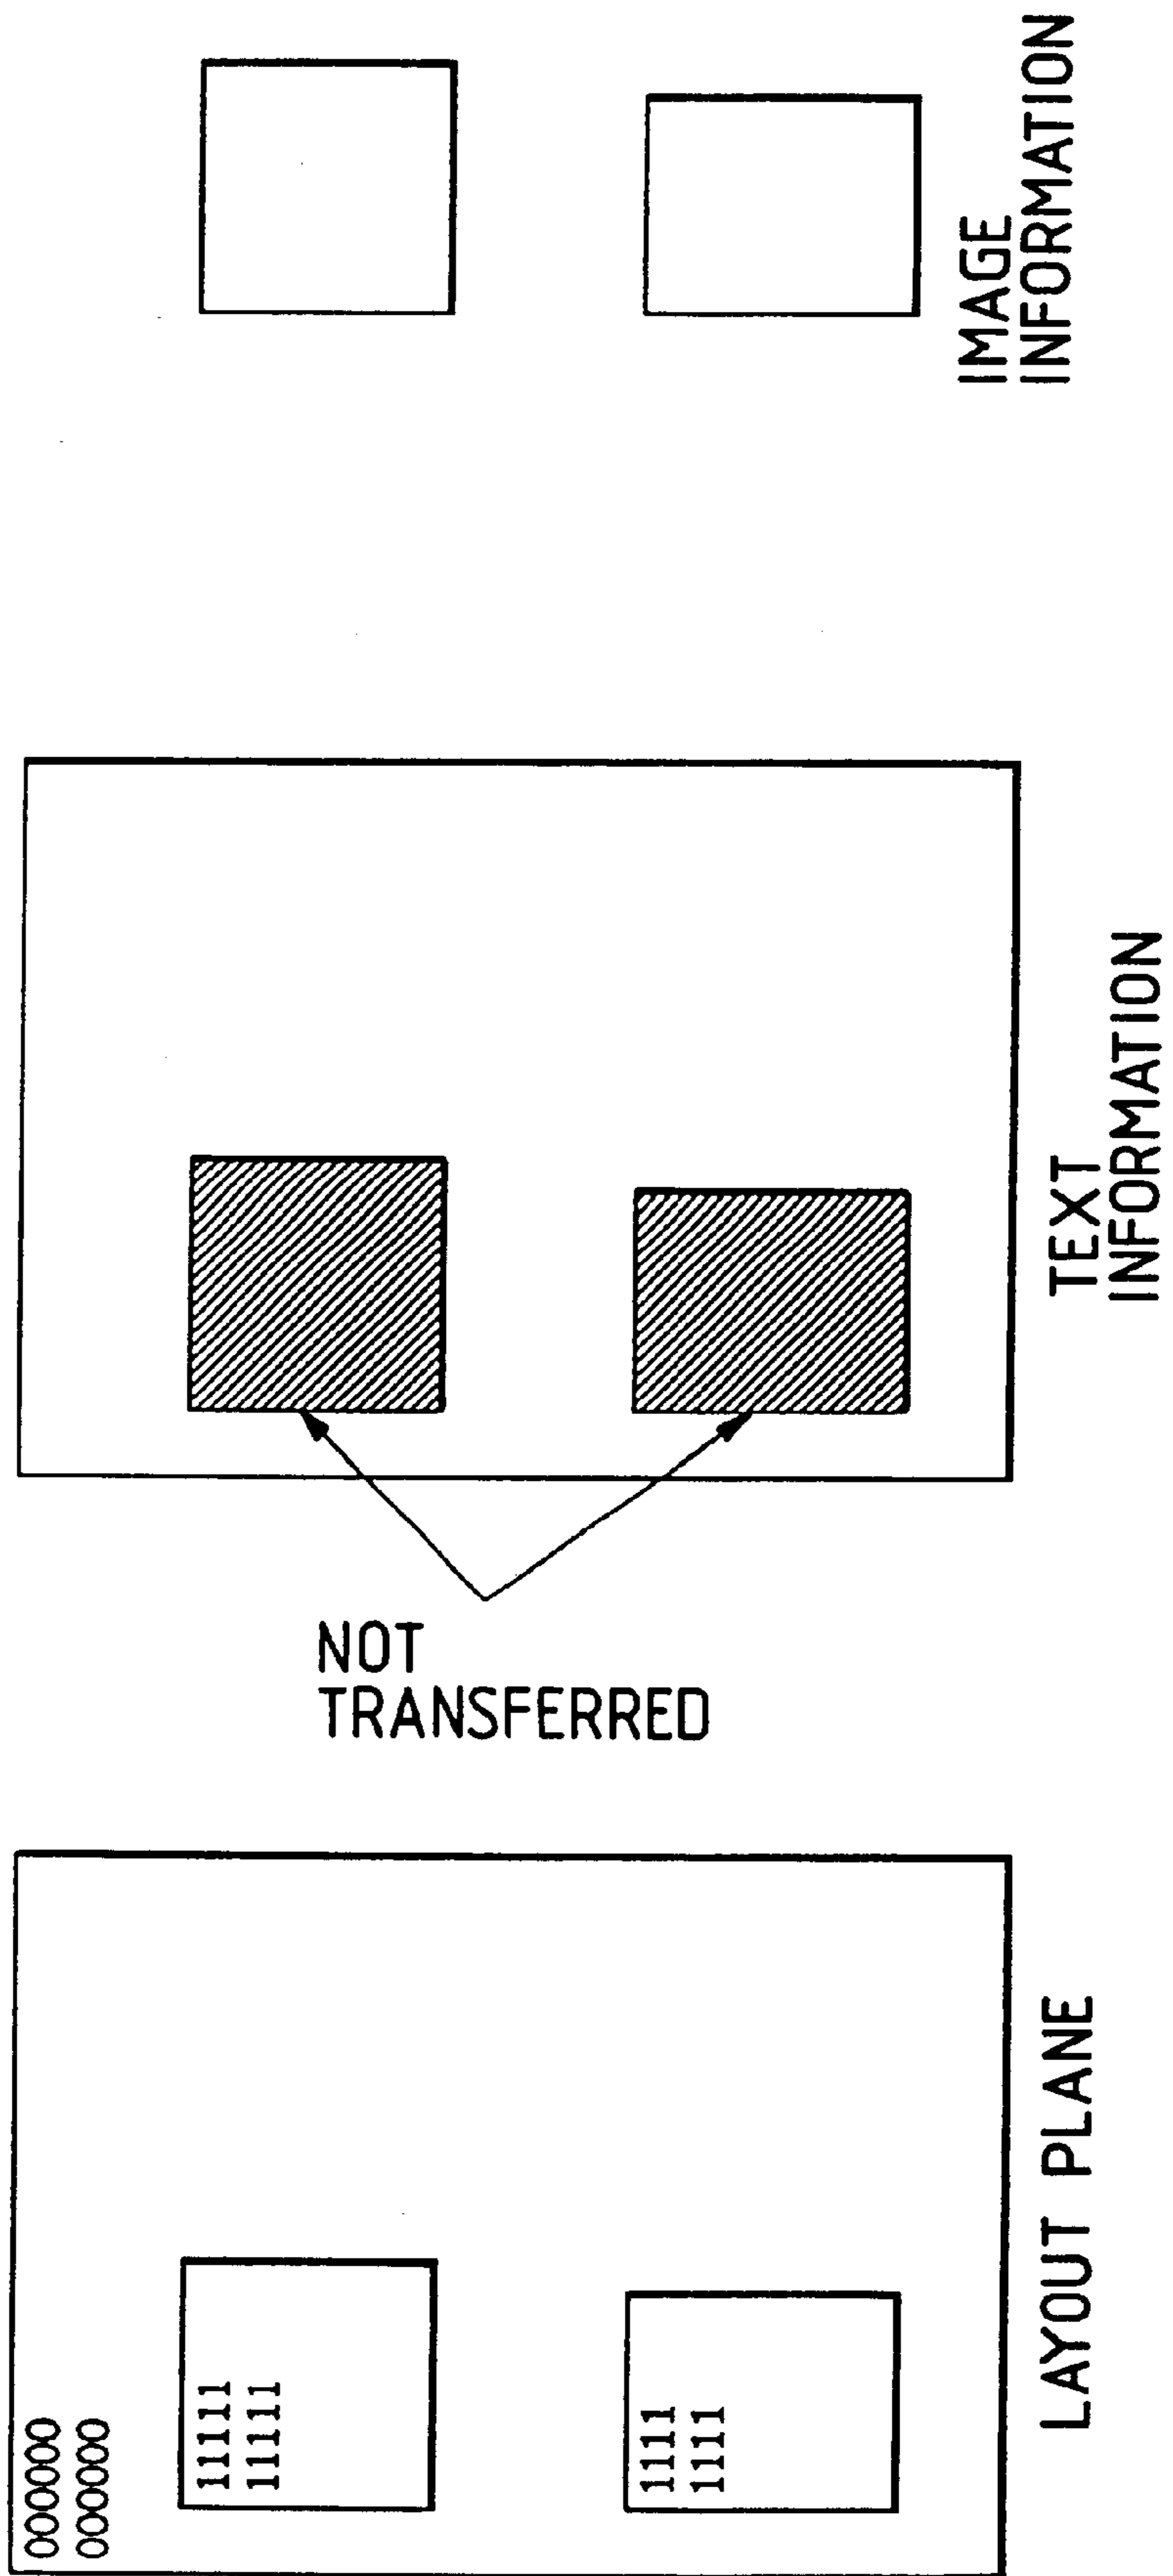 000000
000000
11111
11111
1111
1111
LAYOUT PLANE
NOT
TRANSFERRED
TEXT
INFORMATION
IMAGE
INFORMATION